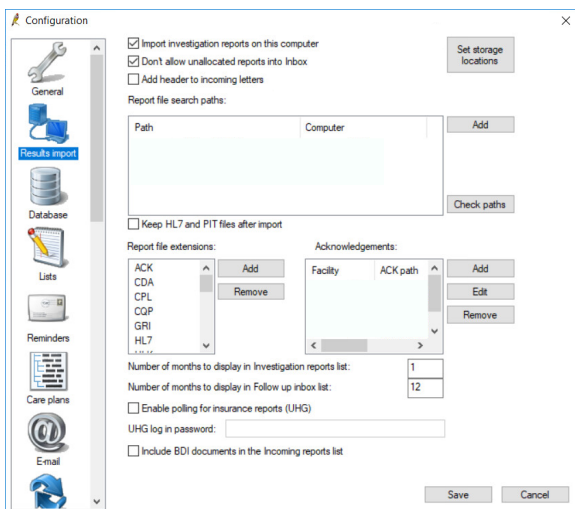 Configuration
General
Results import
Database
Lists
Reminders
Care plans
E-mail
Import investigation reports on this computer
Don't allow unallocated reports into Inbox
Add header to incoming letters
Set storage
locations
Report file search paths:
Path Computer
Add
Check paths
Keep HL7 and PIT files after import
Report file extensions:
ACK
CDA
CPL
CQP
GRI
HL7
Add
Remove
Acknowledgements:
Facility ACK path
Add
Edit
Remove
Number of months to display in Investigation reports list: 1
Number of months to display in Follow up inbox list: 12
Enable polling for insurance reports (UHG)
UHG log in password:
Include BDI documents in the Incoming reports list
Save Cancel